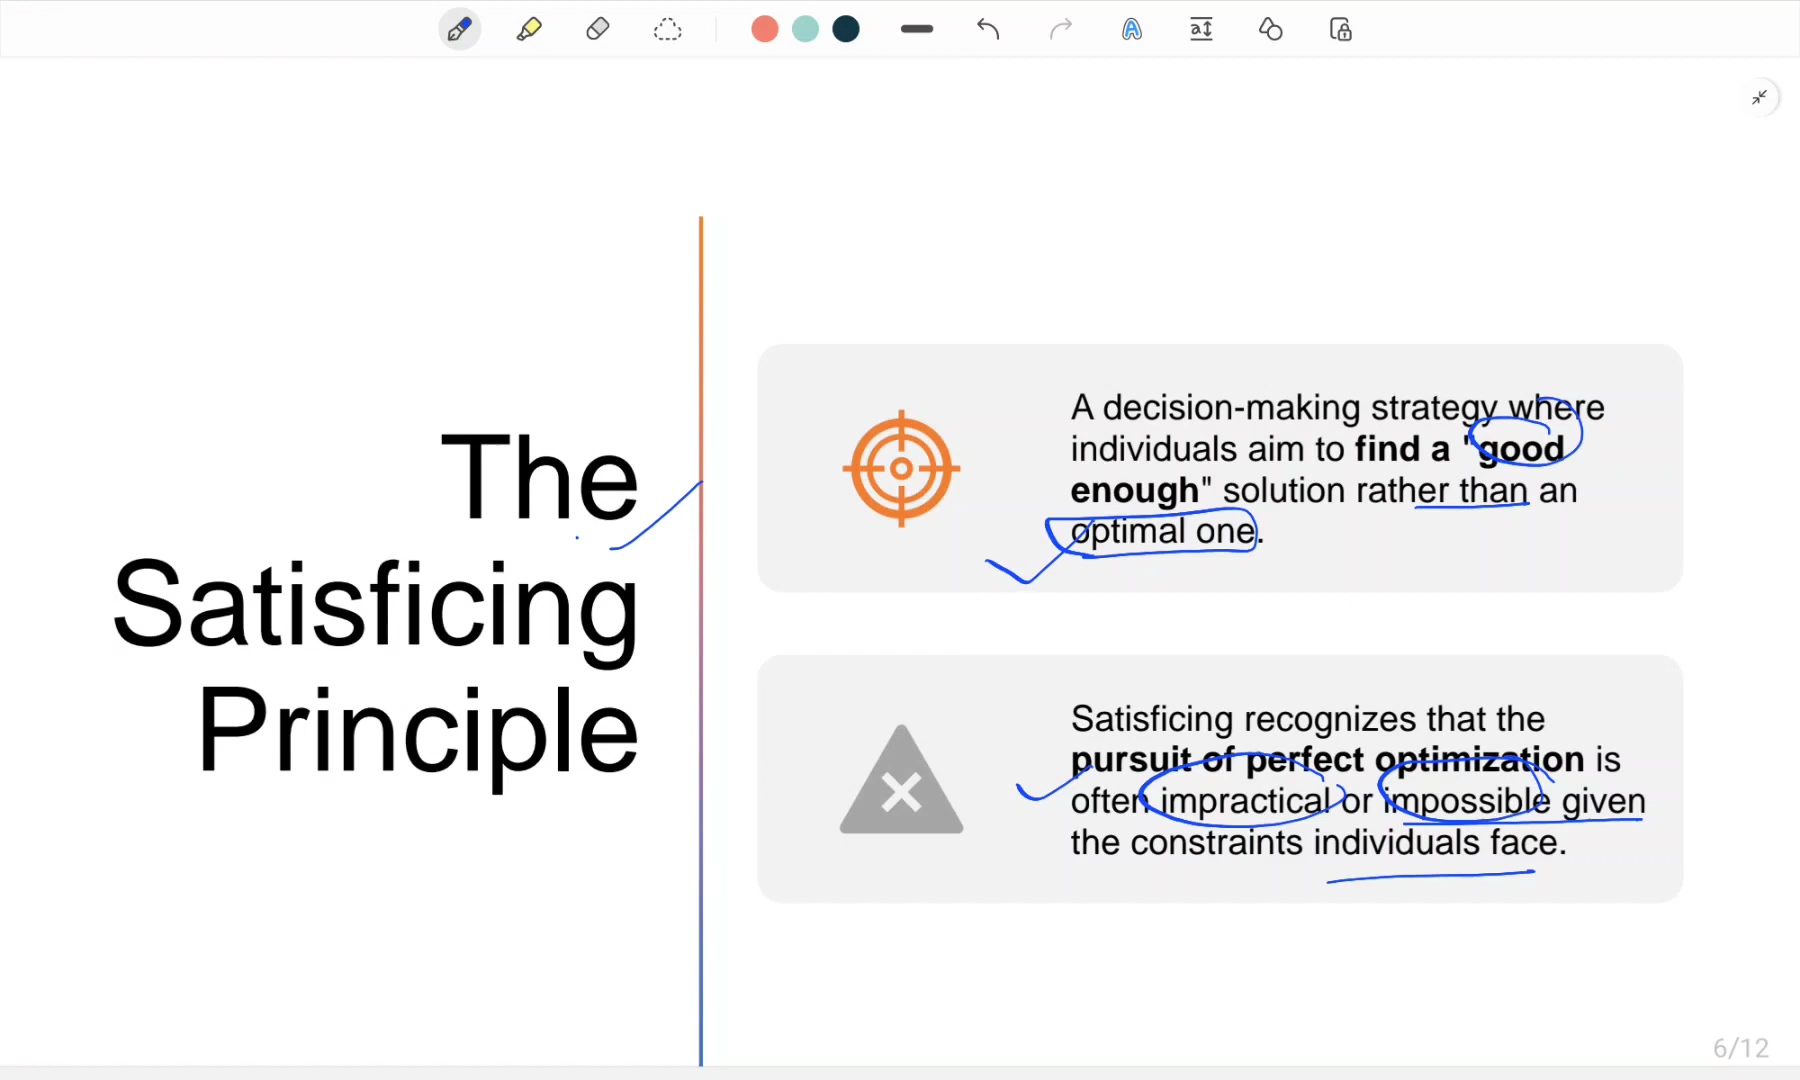 The
Satisficing
Principle
A decision-making strategy where
individuals aim to find a "good
enough" solution rather than an
optimal one.
Satisficing recognizes that the
pursuit of perfect optimization is
often impractical or impossible given
the constraints individuals face.
6/12